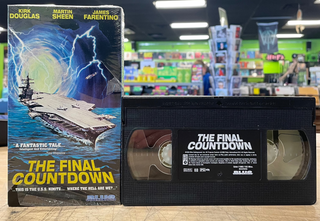 KIRK DOUGLAS
MARTIN SHEEN
JAMES FARENTINO
A FANTASTIC TALE
THE FINAL
COUNTDOWN
THIS IS THE U.S.S. NIMITZ... WHERE THE HELL ARE WE?
THE FINAL
COUNTDOWN
VHS